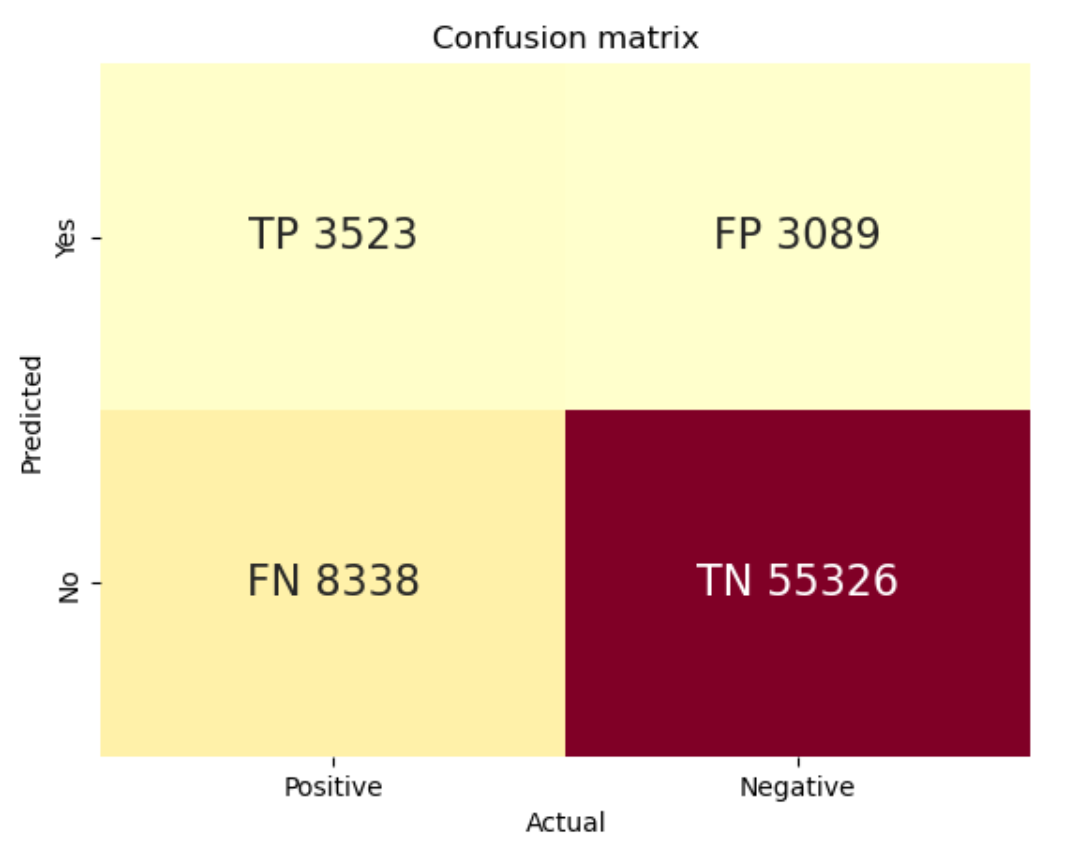 Confusion matrix
Yes
TP 3523
FP 3089
Predicted
No
FN 8338
TN 55326
Positive
Negative
Actual